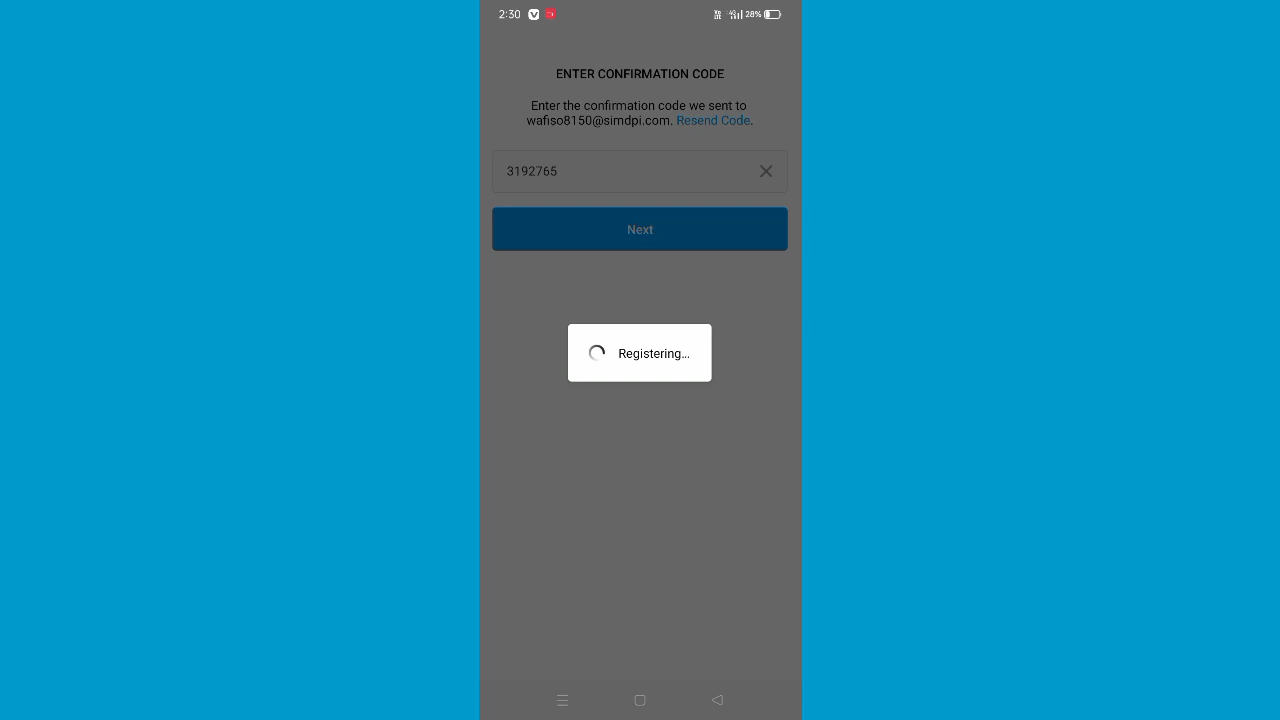 2:30
28%
ENTER CONFIRMATION CODE
Enter the confirmation code we sent to
wafiso8150@simdpi.com. Resend Code.
3192765
Next
Registering...